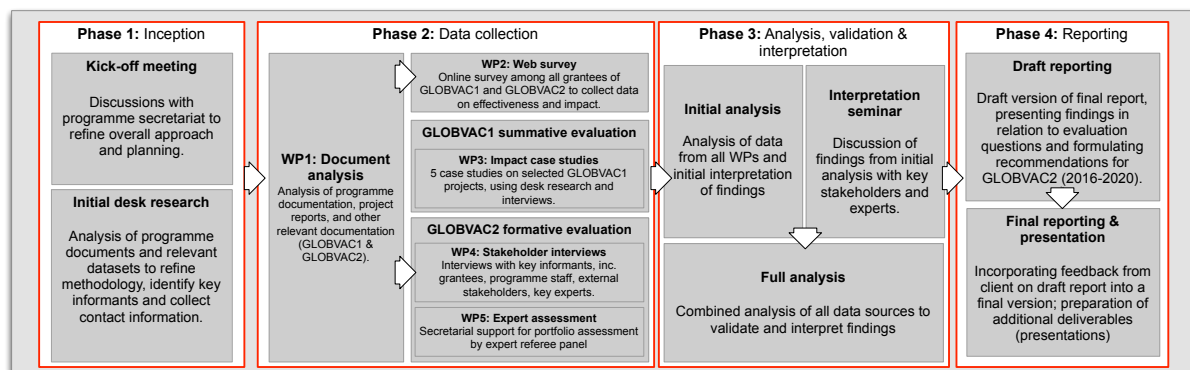 Phase 1: Inception
Kick-off meeting
Discussions with
programme secretariat to
refine overall approach
and planning.
Initial desk research
Analysis of programme
documents and relevant
datasets to refine
methodology, identify key
informants and collect
contact information.
Phase 2: Data collection
WP1: Document
analysis
Analysis of programme
documentation, project
reports, and other
relevant documentation
(GLOBVAC1 &
GLOBVAC2).
WP2: Web survey
Online survey among all grantees of
GLOBVAC1 and GLOBVAC2 to collect data
on effectiveness and impact.
GLOBVAC1 summative evaluation
WP3: Impact case studies
5 case studies on selected GLOBVAC1
projects, using desk research and
interviews.
GLOBVAC2 formative evaluation
WP4: Stakeholder interviews
Interviews with key informants, inc.
grantees, programme staff, external
stakeholders, key experts.
WP5: Expert assessment
Secretarial support for portfolio assessment
by expert referee panel
Phase 3: Analysis, validation &
interpretation
Initial analysis
Analysis of data
from all WPs and
initial interpretation
of findings
Interpretation
seminar
Discussion of
findings from initial
analysis with key
stakeholders and
experts.
Full analysis
Combined analysis of all data sources to
validate and interpret findings
Phase 4: Reporting
Draft reporting
Draft version of final report,
presenting findings in
relation to evaluation
questions and formulating
recommendations for
GLOBVAC2 (2016-2020).
Final reporting &
presentation
Incorporating feedback from
client on draft report into a
final version; preparation of
additional deliverables
(presentations)